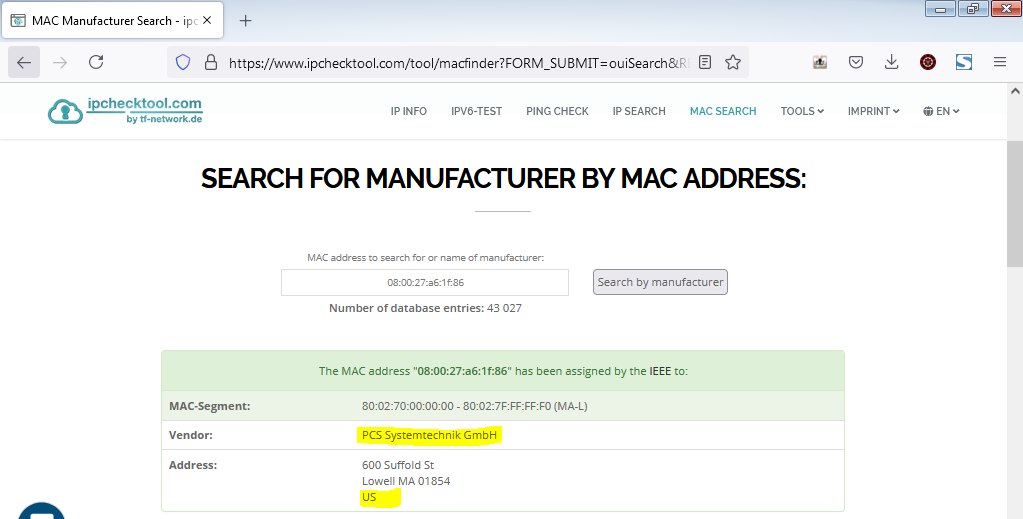 MAC Manufacturer Search - ipc
https://www.ipchecktool.com/tool/macfinder?FORM_SUBMIT=ouiSearch&R
ipchecktool.com
by tf-network.de
IP INFO IPV6-TEST PING CHECK IP SEARCH MAC SEARCH TOOLS IMPRINT EN
SEARCH FOR MANUFACTURER BY MAC ADDRESS:
MAC address to search for or name of manufacturer:
08:00:27:a6:1f:86 Search by manufacturer
Number of database entries: 43 027
The MAC address "08:00:27:a6:1f:86" has been assigned by the IEEE to:
MAC-Segment: 80:02:70:00:00:00 - 80:02:7F:FF:FF:F0 (MA-L)
Vendor: PCS Systemtechnik GmbH
Address: 600 Suffold St
Lowell MA 01854
US